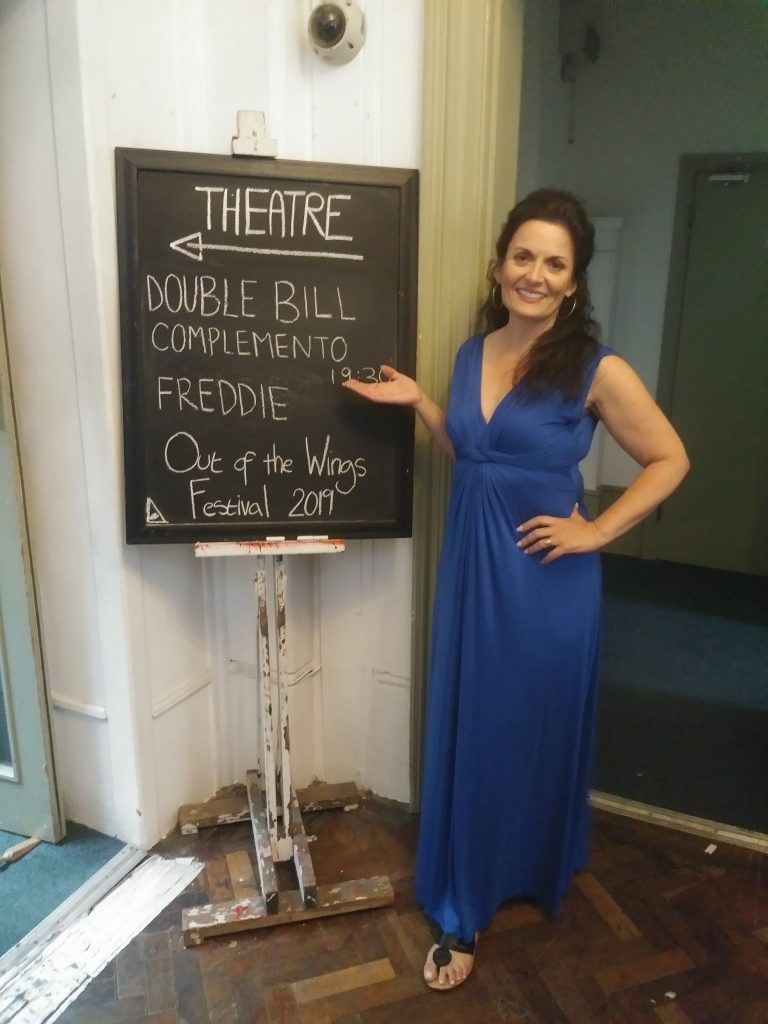 THEATRE
DOUBLE BILL
COMPLEMENTO
19:30
FREDDIE
Out of the Wings
Festival 2019